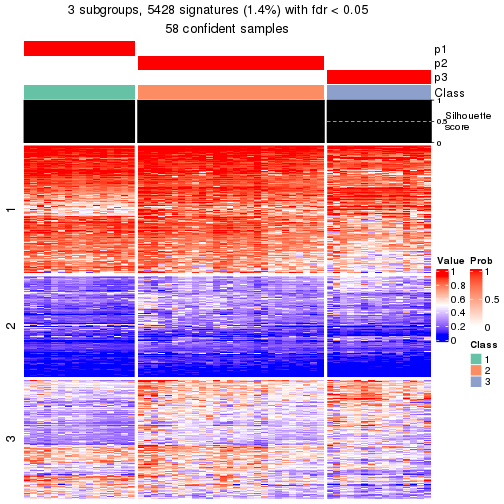 3 subgroups, 5428 signatures (1.4%) with fdr < 0.05
58 confident samples
p1
p2
p3
Class
1
0.5
0
Silhouette
score
1
2
3
Value
1
0.8
0.6
0.4
0.2
0
Prob
1
0.5
0
Class
1
2
3